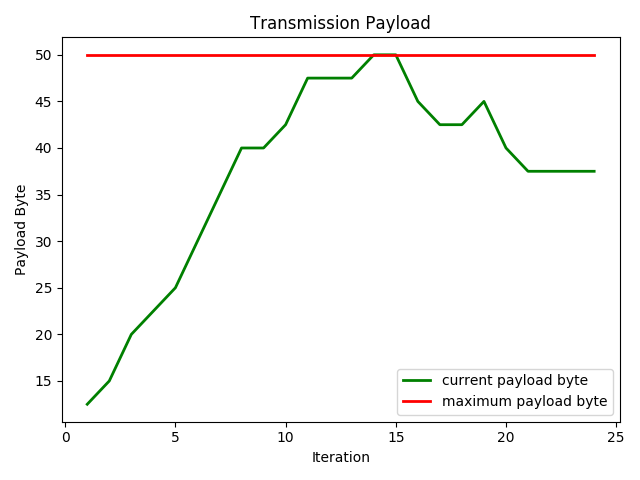 Transmission Payload
Payload Byte
50
45
40
35
30
25
20
15
current payload byte
maximum payload byte
0 5 10 15 20 25
Iteration